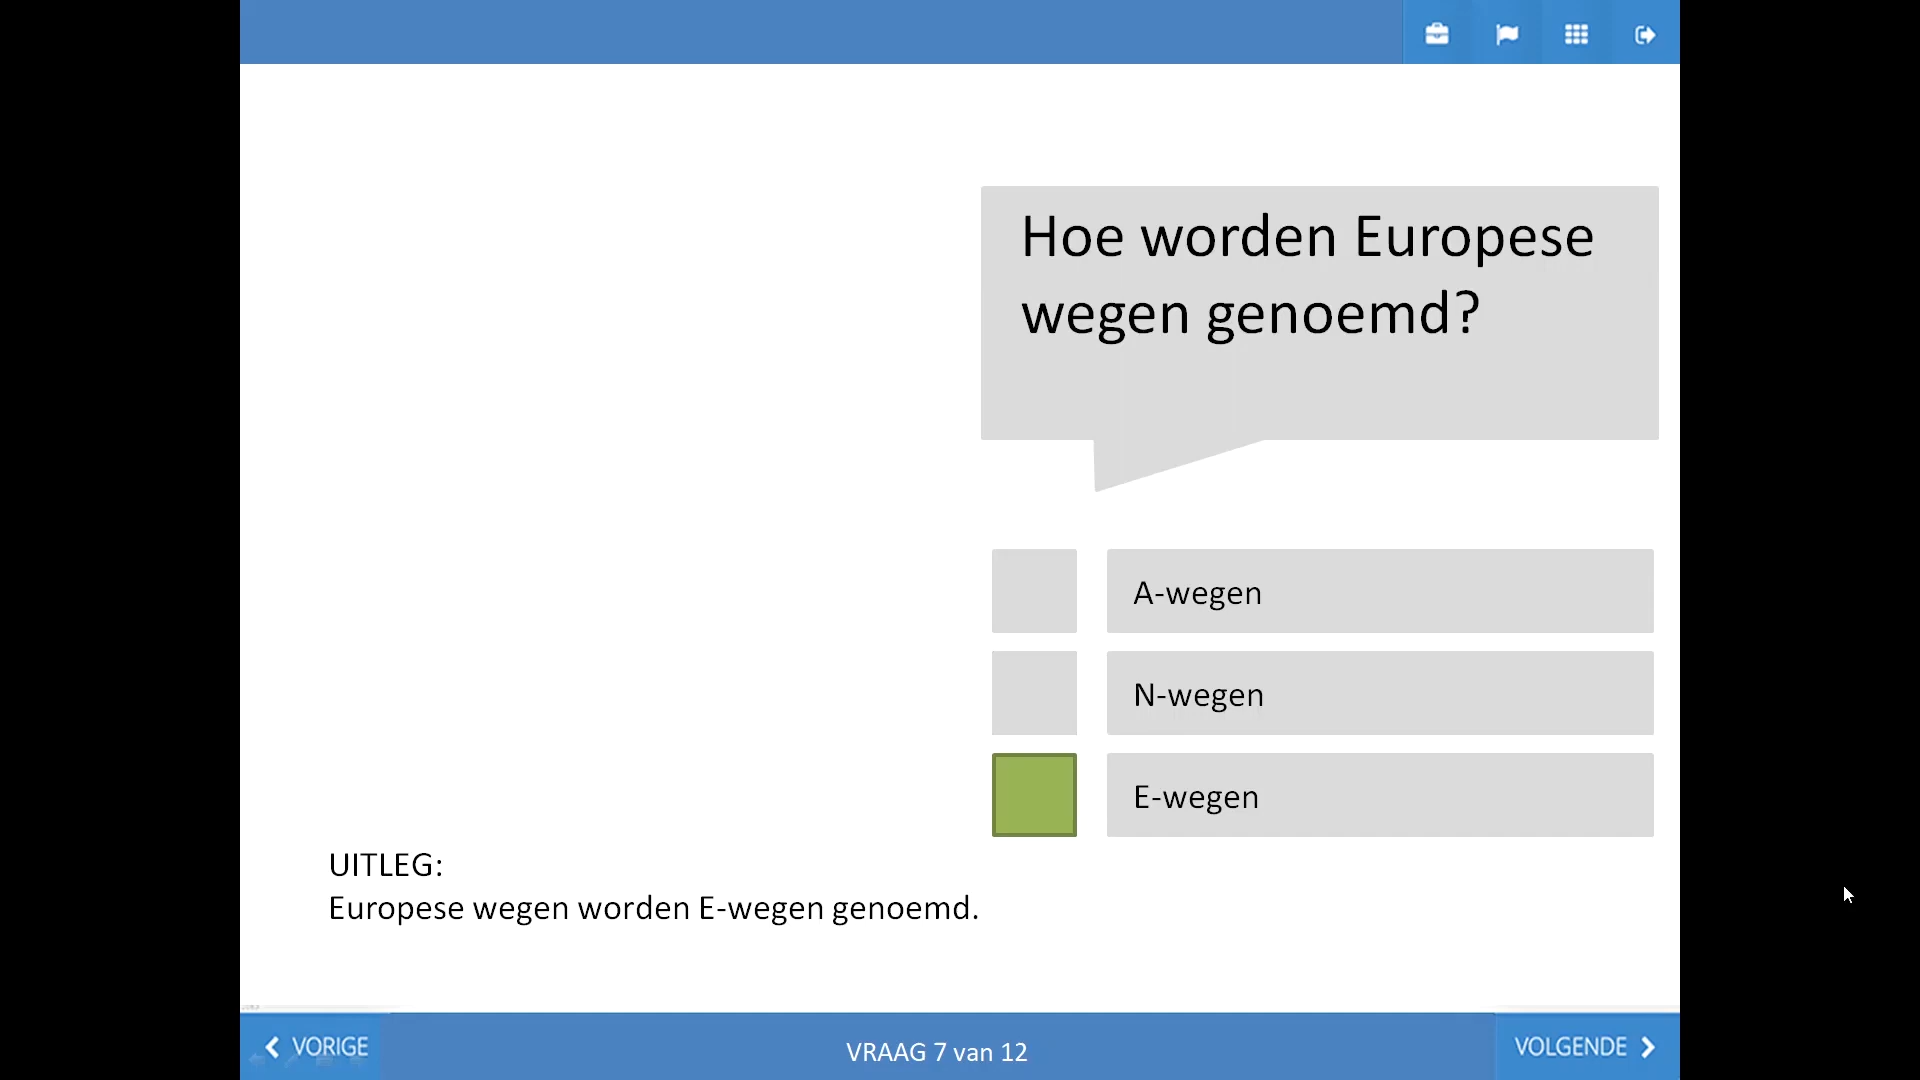 Hoe worden Europese
wegen genoemd?
A-wegen
N-wegen
E-wegen
UITLEG:
Europese wegen worden E-wegen genoemd.
VORIGE
VRAAG 7 van 12
VOLGENDE